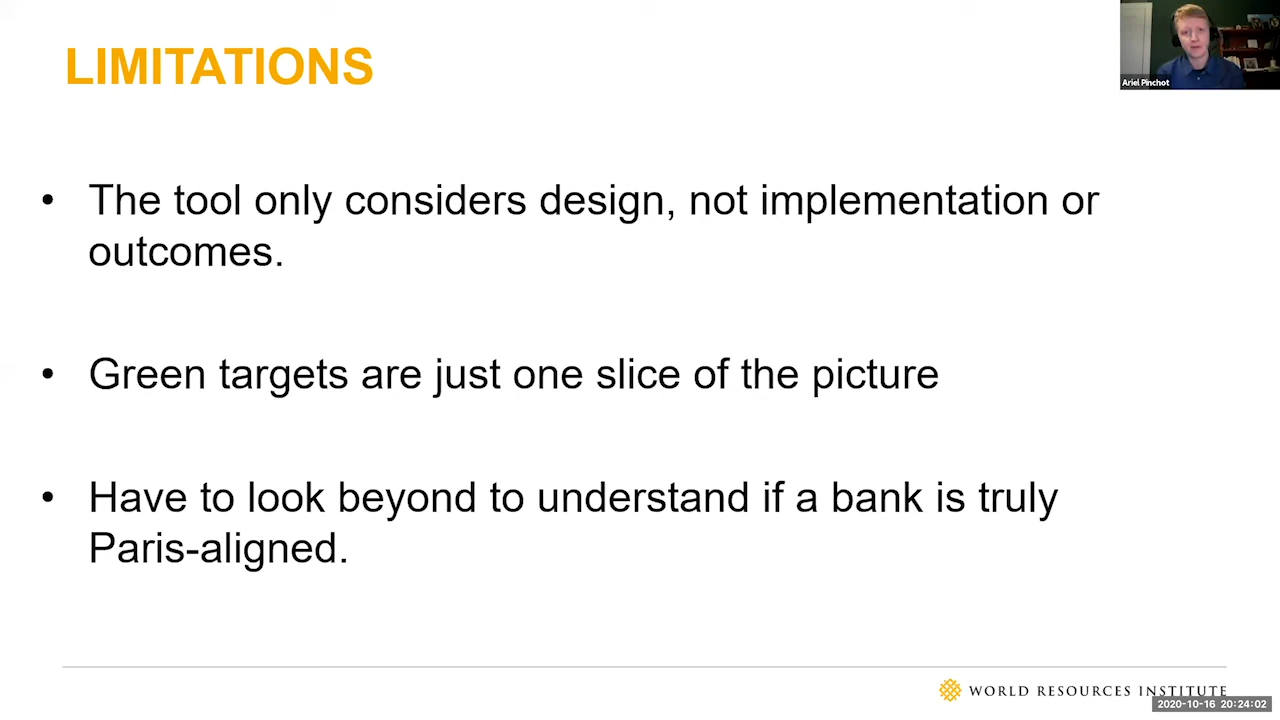 LIMITATIONS
Ariel Pinchot
• The tool only considers design, not implementation or
outcomes.
• Green targets are just one slice of the picture
• Have to look beyond to understand if a bank is truly
Paris-aligned.
WORLD RESOURCES INSTITUTE
2020-10-16 20:24:02